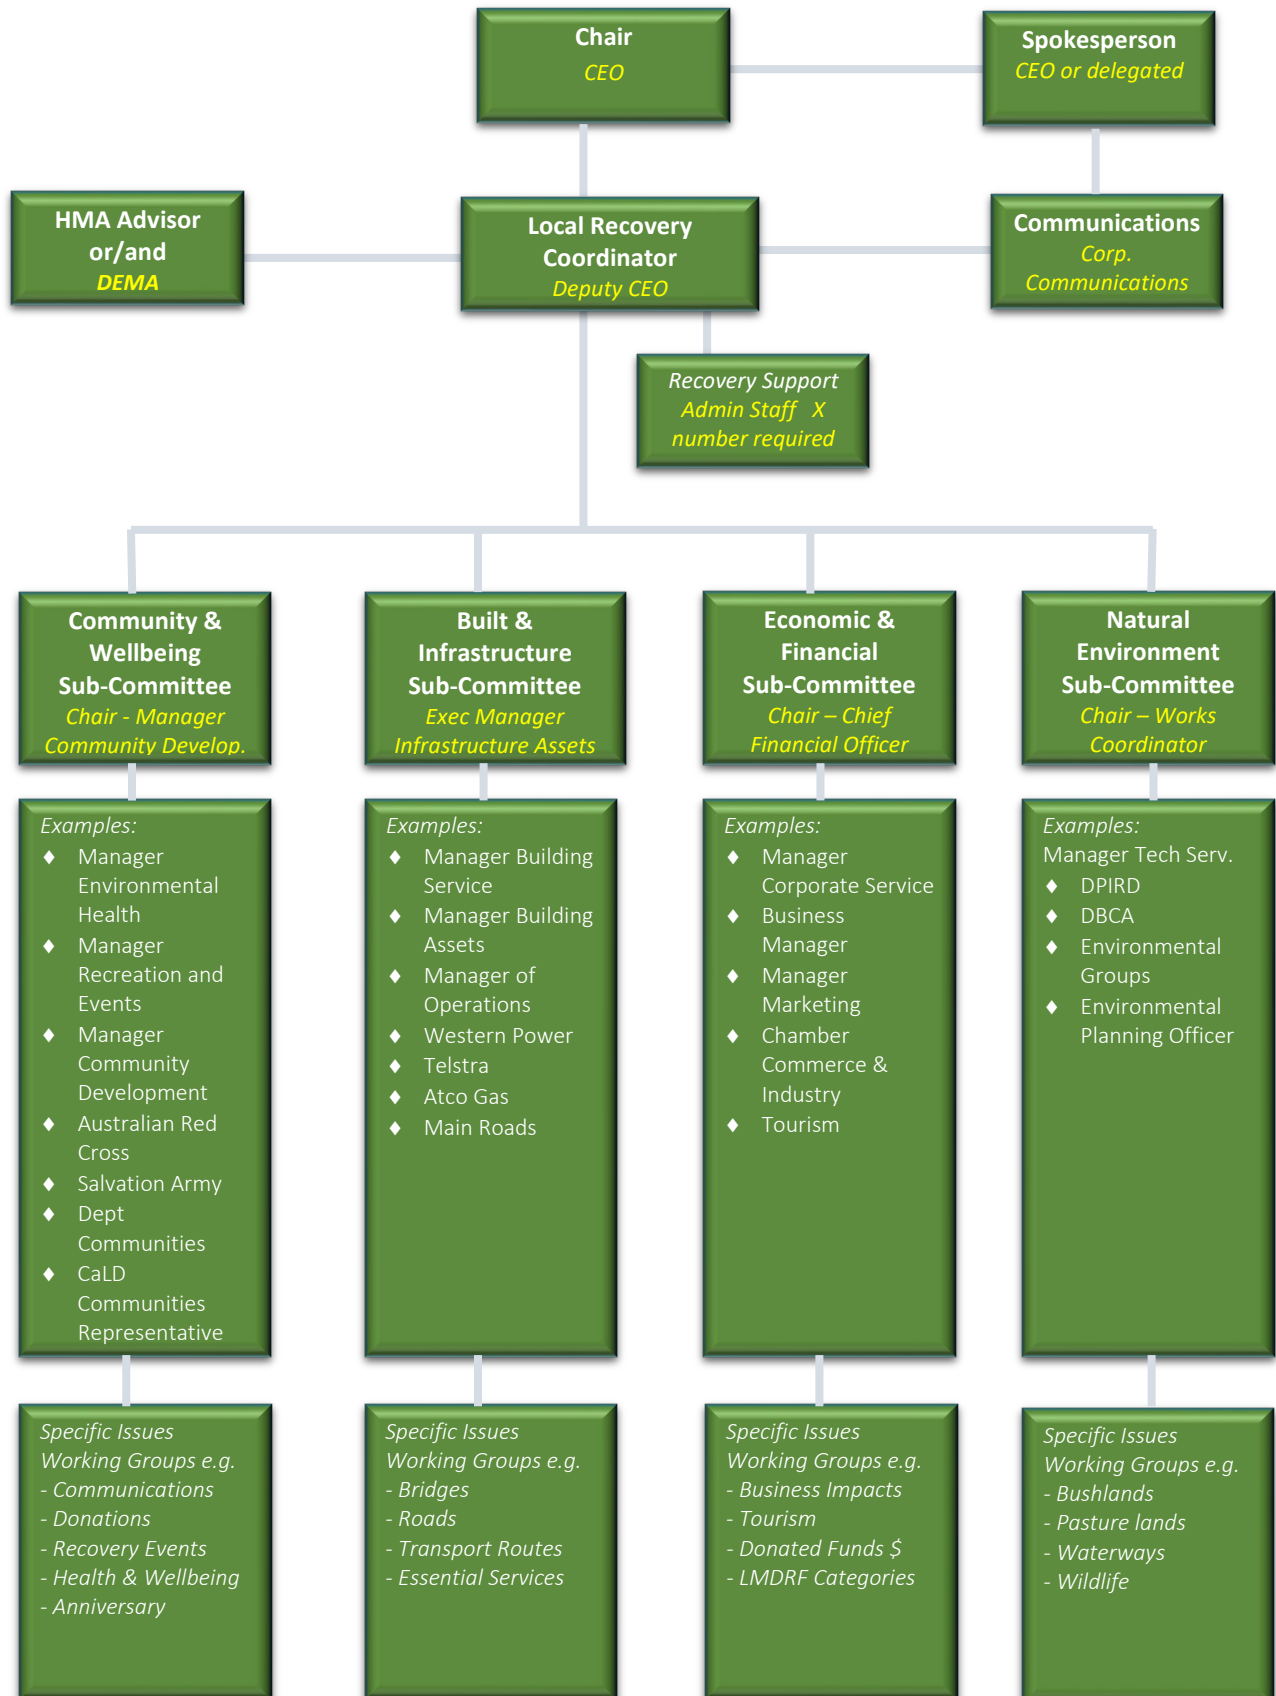 Chair
CEO
Spokesperson
CEO or delegated
HMA Advisor
or/and
DEMA
Local Recovery
Coordinator
Deputy CEO
Communications
Corp.
Communications
Recovery Support
Admin Staff X
number required
Community &
Wellbeing
Sub-Committee
Chair - Manager
Community Develop.
Built &
Infrastructure
Sub-Committee
Exec Manager
Infrastructure Assets
Economic &
Financial
Sub-Committee
Chair – Chief
Financial Officer
Natural
Environment
Sub-Committee
Chair – Works
Coordinator
Examples:
♦ Manager
Environmental
Health
♦ Manager
Recreation and
Events
♦ Manager
Community
Development
♦ Australian Red
Cross
♦ Salvation Army
♦ Dept
Communities
♦ CaLD
Communities
Representative
Examples:
♦ Manager Building
Service
♦ Manager Building
Assets
♦ Manager of
Operations
♦ Western Power
♦ Telstra
♦ Atco Gas
♦ Main Roads
Examples:
♦ Manager
Corporate Service
♦ Business
Manager
♦ Manager
Marketing
♦ Chamber
Commerce &
Industry
♦ Tourism
Examples:
Manager Tech Serv.
♦ DPIRD
♦ DBCA
♦ Environmental
Groups
♦ Environmental
Planning Officer
Specific Issues
Working Groups e.g.
- Communications
- Donations
- Recovery Events
- Health & Wellbeing
- Anniversary
Specific Issues
Working Groups e.g.
- Bridges
- Roads
- Transport Routes
- Essential Services
Specific Issues
Working Groups e.g.
- Business Impacts
- Tourism
- Donated Funds $
- LMDRF Categories
Specific Issues
Working Groups e.g.
- Bushlands
- Pasture lands
- Waterways
- Wildlife